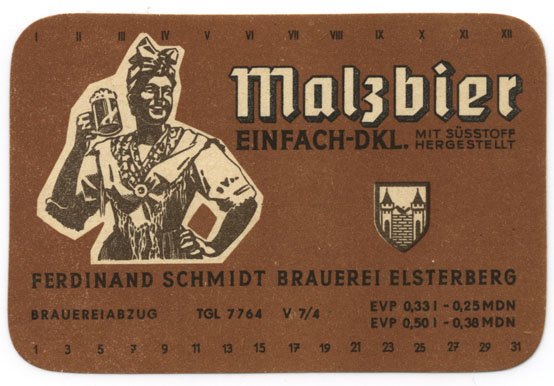 I II III IV V VI VII VIII IX X XI XII
Malzbier
EINFACH-DKL. MIT SÜSSTOFF HERGESTELLT
FERDINAND SCHMIDT BRAUEREI ELSTERBERG
BRAUEREIABZUG TGL 7764 V 7/4
EVP 0,33 l - 0,25 MDN
EVP 0,50 l - 0,38 MDN
1 3 5 7 9 11 13 15 17 19 21 23 25 27 29 31